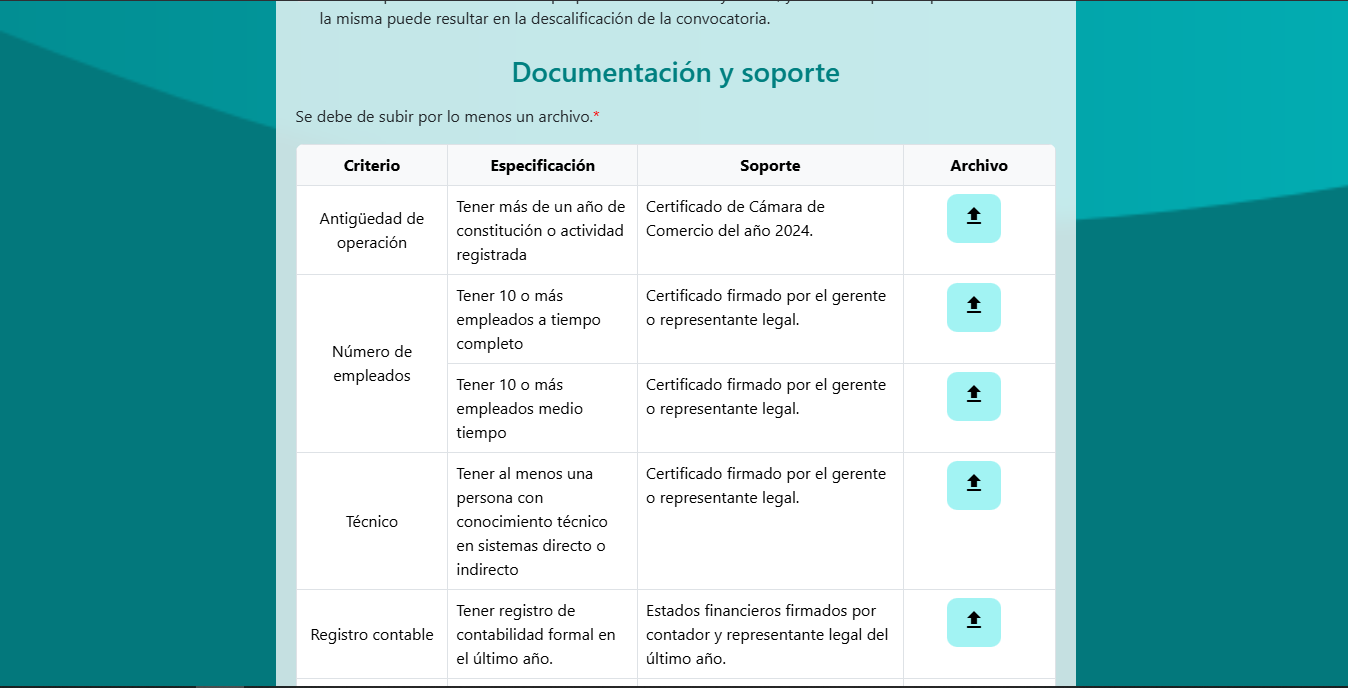 la misma puede resultar en la descalificación de la convocatoria.
Documentación y soporte
Se debe de subir por lo menos un archivo.*
Criterio Especificación Soporte Archivo
Antigüedad de
operación
Tener más de un año de
constitución o actividad
registrada
Certificado de Cámara de
Comercio del año 2024.
Número de
empleados
Tener 10 o más
empleados a tiempo
completo
Certificado firmado por el gerente
o representante legal.
Tener 10 o más
empleados medio
tiempo
Certificado firmado por el gerente
o representante legal.
Técnico
Tener al menos una
persona con
conocimiento técnico
en sistemas directo o
indirecto
Certificado firmado por el gerente
o representante legal.
Registro contable
Tener registro de
contabilidad formal en
el último año.
Estados financieros firmados por
contador y representante legal del
último año.